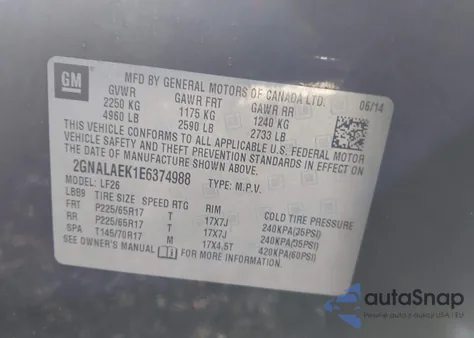 GM
MFD BY GENERAL MOTORS OF CANADA LTD. 06/14
GVWR GAWR FRT GAWR RR
2250 KG 1175 KG 1240 KG
4960 LB 2590 LB 2733 LB
THIS VEHICLE CONFORMS TO ALL APPLICABLE U.S. FEDERAL MOTOR
VEHICLE SAFETY AND THEFT PREVENTION STANDARDS IN EFFECT ON
THE DATE OF MANUFACTURE SHOWN ABOVE.
2GNALAEK1E6374988 TYPE: M.P.V.
MODEL: LF26
LBB9 TIRE SIZE SPEED RTG RIM COLD TIRE PRESSURE
FRT P225/65R17 T 17X7J 240KPA(35PSI)
RR P225/65R17 T 17X7J 240KPA(35PSI)
SPA T145/70R17 M 17X4.5T 420KPA(60PSI)
SEE OWNER'S MANUAL FOR MORE INFORMATION.
autoSnap